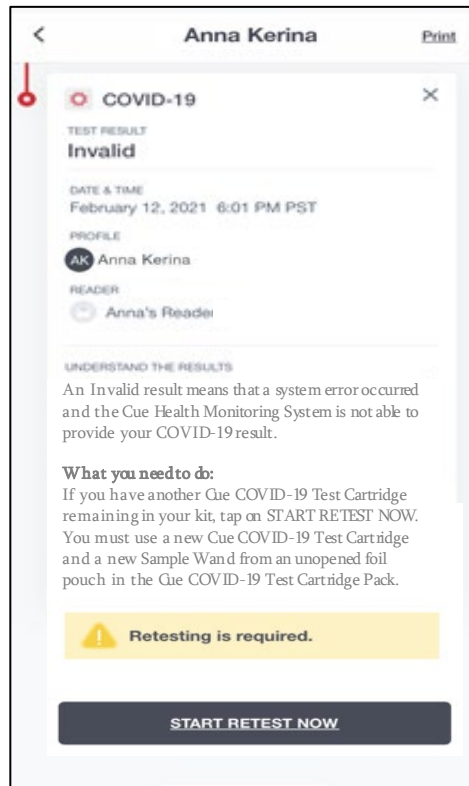 Anna Kerina
Print
COVID-19
TEST RESULT
Invalid
DATE & TIME
February 12, 2021 6:01 PM PST
PROFILE
AK Anna Kerina
READER
Anna's Reader
UNDERSTAND THE RESULTS
An Invalid result means that a system error occurred
and the Cue Health Monitoring System is not able to
provide your COVID-19 result.
What you need to do:
If you have another Cue COVID-19 Test Cartridge
remaining in your kit, tap on START RETEST NOW.
You must use a new Cue COVID-19 Test Cartridge
and a new Sample Wand from an unopened foil
pouch in the Cue COVID-19 Test Cartridge Pack.
Retesting is required.
START RETEST NOW